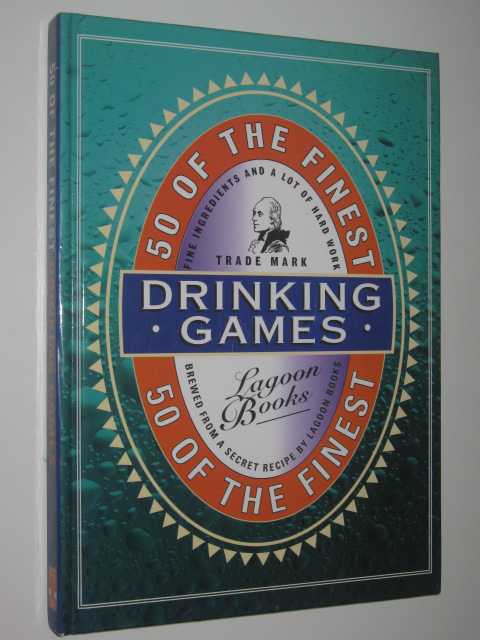 50 OF THE FINEST
50 OF THE FINEST
FINE INGREDIENTS AND A LOT OF HARD WORK
TRADE MARK
DRINKING
· GAMES ·
Lagoon
Books
BREWED FROM A SECRET RECIPE BY LAGOON BOOKS
50 OF THE FINEST